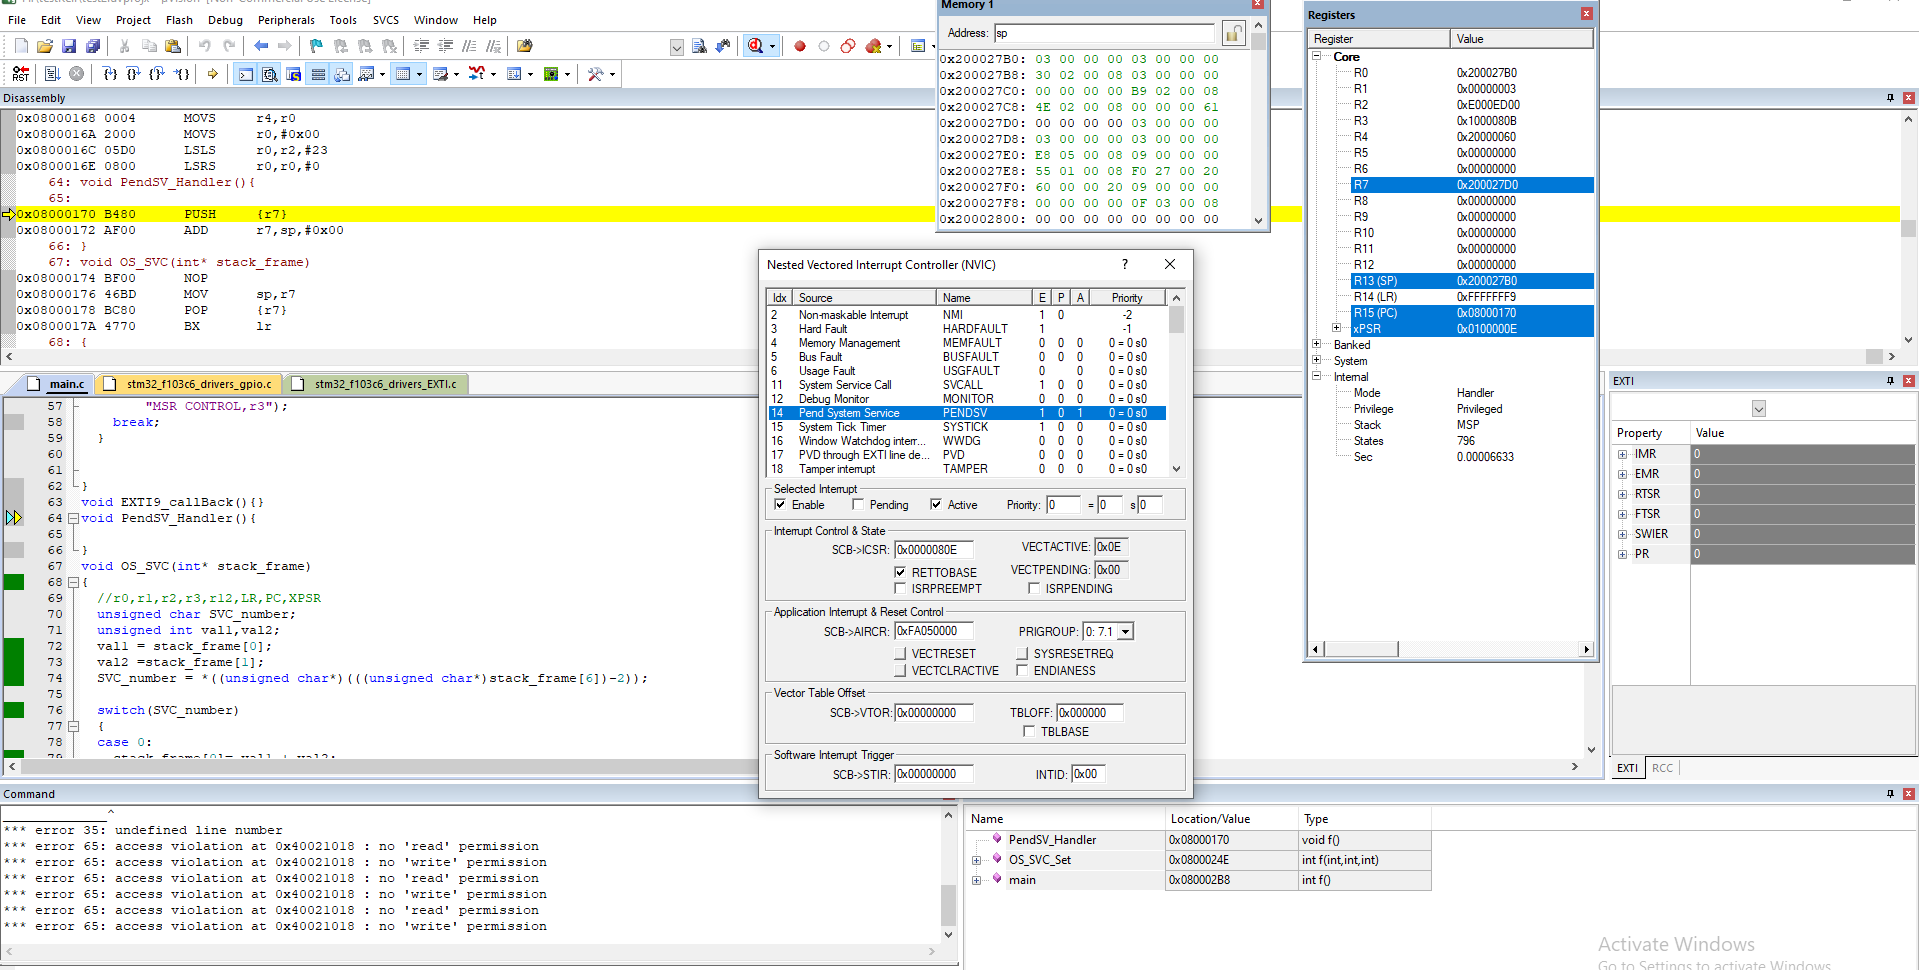 File Edit View Project Flash Debug Peripherals Tools SVCS Window Help
Disassembly
0x08000168 0004 MOVS r4,r0
0x0800016A 2000 MOVS r0,#0x00
0x0800016C 05D0 LSLS r0,r2,#23
0x0800016E 0800 LSRS r0,r0,#0
64: void PendSV_Handler(){
65:
0x08000170 B480 PUSH {r7}
0x08000172 AF00 ADD r7,sp,#0x00
66: }
67: void OS_SVC(int* stack_frame)
0x08000174 BF00 NOP
0x08000176 46BD MOV sp,r7
0x08000178 BC80 POP {r7}
0x0800017A 4770 BX lr
68: {
Memory 1
Address: sp
0x200027B0: 03 00 00 00 03 00 00 00
0x200027B8: 30 02 00 08 03 00 00 00
0x200027C0: 00 00 00 00 B9 02 00 08
0x200027C8: 4E 02 00 08 00 00 00 61
0x200027D0: 00 00 00 00 03 00 00 00
0x200027D8: 03 00 00 00 03 00 00 00
0x200027E0: E8 05 00 08 09 00 00 00
0x200027E8: 55 01 00 08 F0 27 00 20
0x200027F0: 60 00 00 20 09 00 00 00
0x200027F8: 00 00 00 00 0F 03 00 08
0x20002800: 00 00 00 00 00 00 00 00
Registers
Register Value
Core
R0 0x200027B0
R1 0x00000003
R2 0xE000ED00
R3 0x1000080B
R4 0x20000060
R5 0x00000000
R6 0x00000000
R7 0x200027D0
R8 0x00000000
R9 0x00000000
R10 0x00000000
R11 0x00000000
R12 0x00000000
R13 (SP) 0x200027B0
R14 (LR) 0xFFFFFFF9
R15 (PC) 0x08000170
xPSR 0x0100000E
Banked
System
Internal
Mode Handler
Privilege Privileged
Stack MSP
States 796
Sec 0.00006633
Nested Vectored Interrupt Controller (NVIC) ?
Idx Source Name E P A Priority
2 Non-maskable Interrupt NMI 1 0 -2
3 Hard Fault HARDFAULT 1 -1
4 Memory Management MEMFAULT 0 0 0 0 = 0 s0
5 Bus Fault BUSFAULT 0 0 0 0 = 0 s0
6 Usage Fault USGFAULT 0 0 0 0 = 0 s0
11 System Service Call SVCALL 1 0 0 0 = 0 s0
12 Debug Monitor MONITOR 0 0 0 0 = 0 s0
14 Pend System Service PENDSV 1 0 1 0 = 0 s0
15 System Tick Timer SYSTICK 1 0 0 0 = 0 s0
16 Window Watchdog interr... WWDG 0 0 0 0 = 0 s0
17 PVD through EXTI line de... PVD 0 0 0 0 = 0 s0
18 Tamper interrupt TAMPER 0 0 0 0 = 0 s0
Selected Interrupt
Enable Pending Active Priority: 0 = 0 s 0
Interrupt Control & State
SCB->ICSR: 0x0000080E VECTACTIVE: 0x0E
RETTOBASE VECTPENDING: 0x00
ISRPREEMPT ISRPENDING
Application Interrupt & Reset Control
SCB->AIRCR: 0xFA050000 PRIGROUP: 0: 7.1
VECTRESET SYSRESETREQ
VECTCLRACTIVE ENDIANESS
Vector Table Offset
SCB->VTOR: 0x00000000 TBLOFF: 0x000000
TBLBASE
Software Interrupt Trigger
SCB->STIR: 0x00000000 INTID: 0x00
main.c stm32_f103c6_drivers_gpio.c stm32_f103c6_drivers_EXTI.c
57 "MSR CONTROL,r3");
58 break;
59 }
60
61
62 }
63 void EXTI9_callBack(){}
64 void PendSV_Handler(){
65
66 }
67 void OS_SVC(int* stack_frame)
68 {
69 //r0,r1,r2,r3,r12,LR,PC,XPSR
70 unsigned char SVC_number;
71 unsigned int val1,val2;
72 val1 = stack_frame[0];
73 val2 =stack_frame[1];
74 SVC_number = *((unsigned char*)(((unsigned char*)stack_frame[6])-2));
75
76 switch(SVC_number)
77 {
78 case 0:
EXTI
Property Value
IMR 0
EMR 0
RTSR 0
FTSR 0
SWIER 0
PR 0
EXTI RCC
Command
^
*** error 35: undefined line number
*** error 65: access violation at 0x40021018 : no 'read' permission
*** error 65: access violation at 0x40021018 : no 'write' permission
*** error 65: access violation at 0x40021018 : no 'read' permission
*** error 65: access violation at 0x40021018 : no 'write' permission
*** error 65: access violation at 0x40021018 : no 'read' permission
*** error 65: access violation at 0x40021018 : no 'write' permission
Name Location/Value Type
PendSV_Handler 0x08000170 void f()
OS_SVC_Set 0x0800024E int f(int,int,int)
main 0x080002B8 int f()
Activate Windows
Go to Settings to activate Windows.